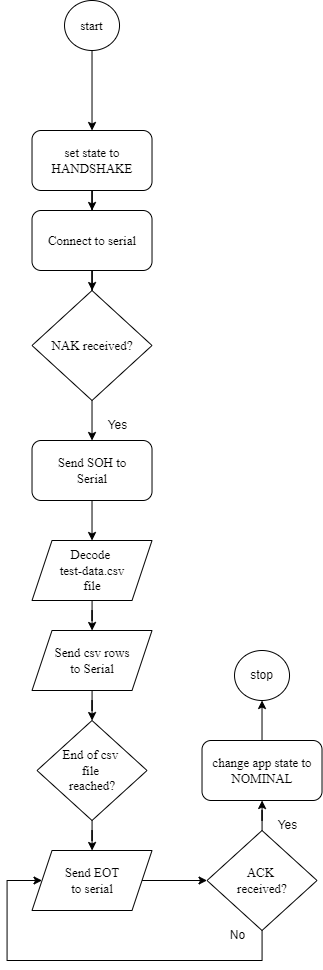 start
set state to
HANDSHAKE
Connect to serial
NAK received?
Yes
Send SOH to
Serial
Decode
test-data.csv
file
Send csv rows
to Serial
End of csv
file
reached?
Send EOT
to serial
ACK
received?
No
Yes
change app state to
NOMINAL
stop